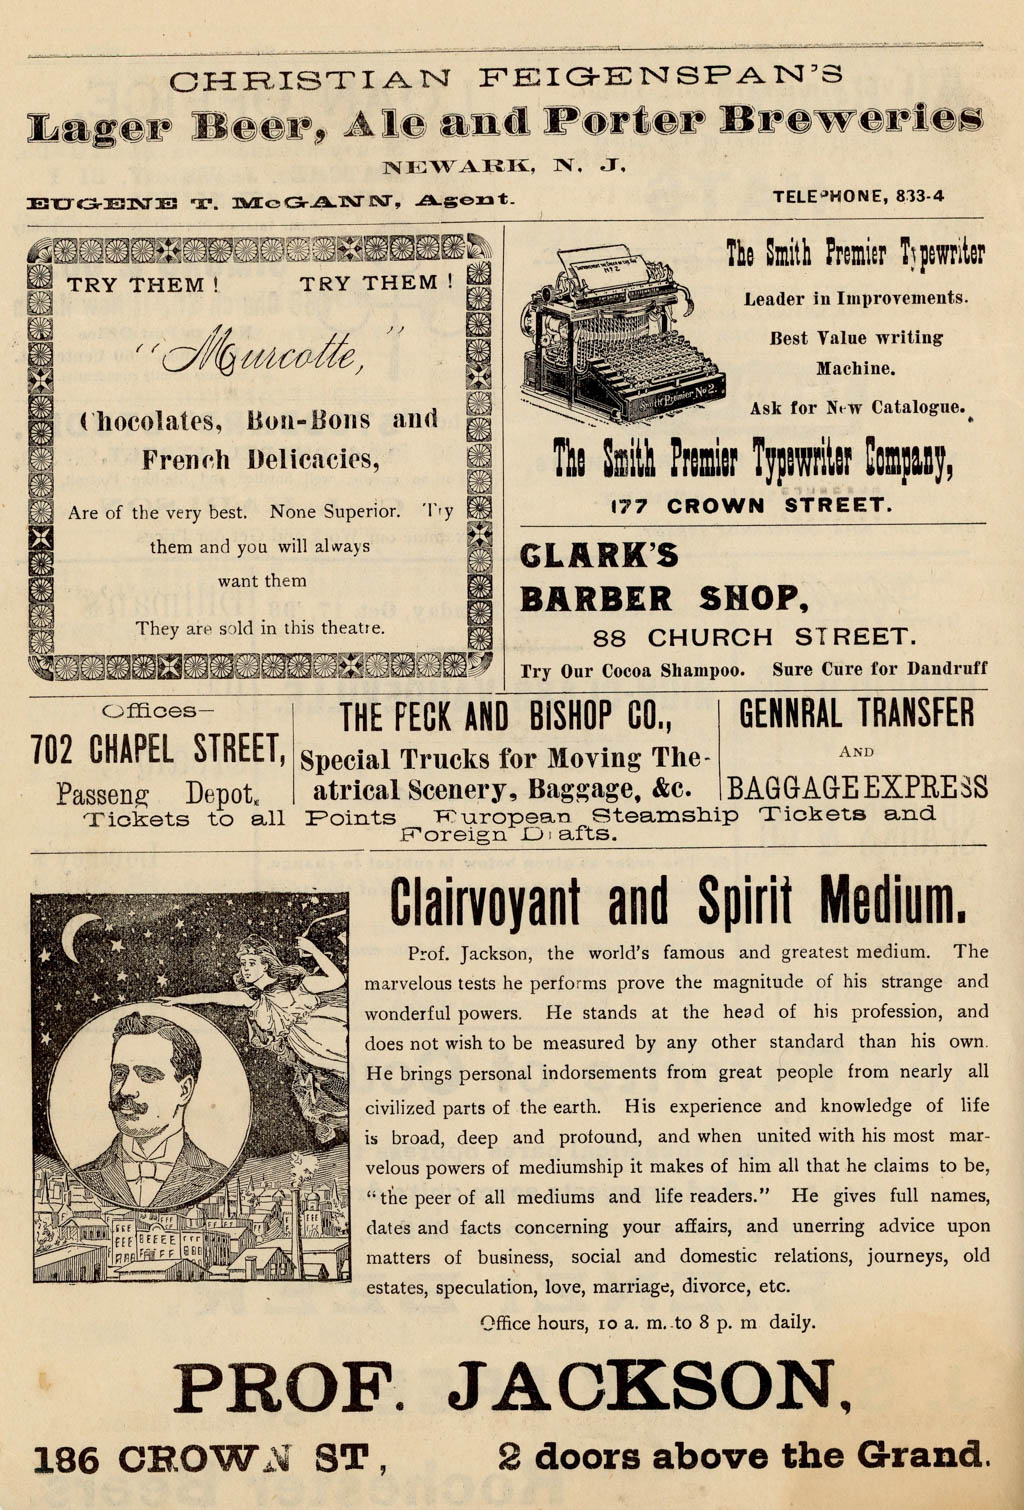 CHRISTIAN FEIGENSPAN'S
Lager Beer, Ale and Porter Breweries
NEWARK, N. J.
EUGENE T. McGANN, Agent.
TELEPHONE, 833-4
TRY THEM! TRY THEM!
"Murcotte,"
Chocolates, Bon-Bons and
French Delicacies,
Are of the very best. None Superior. Try
them and you will always
want them
They are sold in this theatre.
The Smith Premier Typewriter
Leader in Improvements.
Best Value writing
Machine.
Ask for New Catalogue.
Smith Premier No 2.
The Smith Premier Typewriter Company,
177 CROWN STREET.
CLARK'S
BARBER SHOP,
88 CHURCH STREET.
Try Our Cocoa Shampoo. Sure Cure for Dandruff
Offices—
702 CHAPEL STREET,
Passeng Depot.
THE PECK AND BISHOP CO.,
Special Trucks for Moving The-
atrical Scenery, Baggage, &c.
GENNRAL TRANSFER
AND
BAGGAGE EXPRESS
Tickets to all Points European Steamship Tickets and
Foreign Drafts.
Clairvoyant and Spirit Medium.
Prof. Jackson, the world's famous and greatest medium. The
marvelous tests he performs prove the magnitude of his strange and
wonderful powers. He stands at the head of his profession, and
does not wish to be measured by any other standard than his own.
He brings personal indorsements from great people from nearly all
civilized parts of the earth. His experience and knowledge of life
is broad, deep and profound, and when united with his most mar-
velous powers of mediumship it makes of him all that he claims to be,
"the peer of all mediums and life readers." He gives full names,
dates and facts concerning your affairs, and unerring advice upon
matters of business, social and domestic relations, journeys, old
estates, speculation, love, marriage, divorce, etc.
Office hours, 10 a. m. to 8 p. m daily.
PROF. JACKSON,
186 CROWN ST, 2 doors above the Grand.